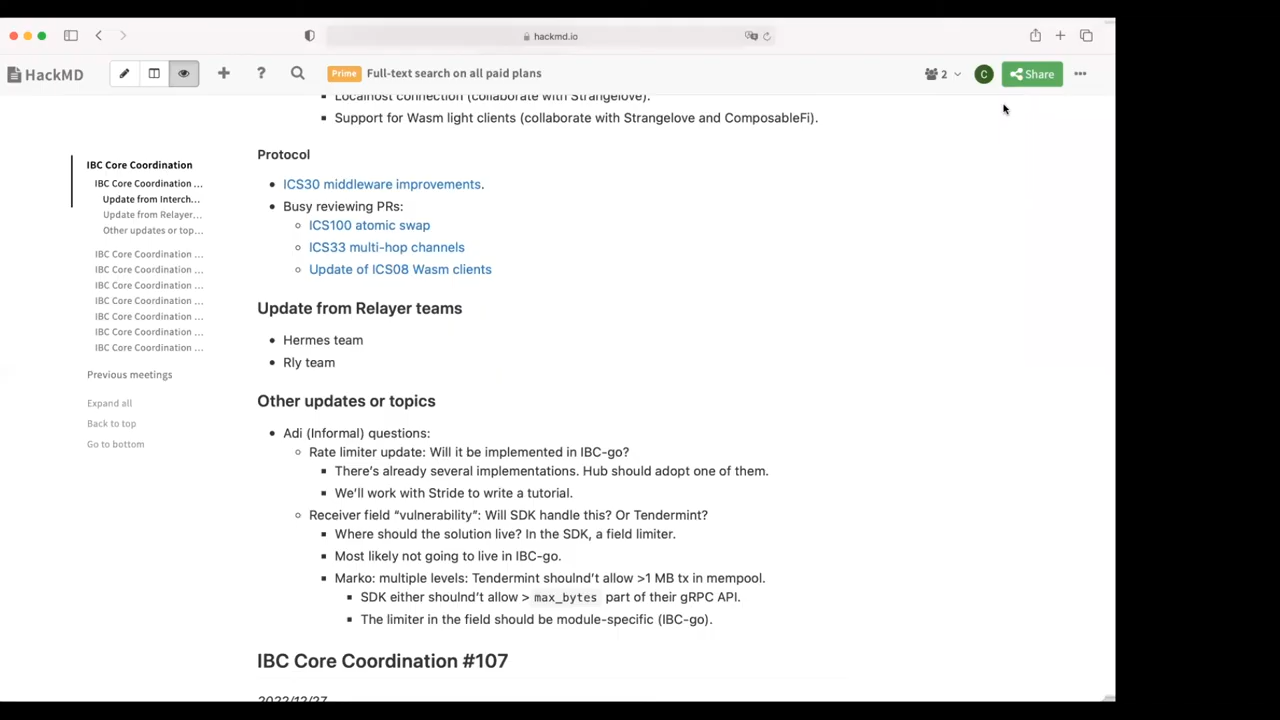 hackmd.io
HackMD
Prime Full-text search on all paid plans
2
C
Share
Localhost connection (collaborate with Strangelove).
Support for Wasm light clients (collaborate with Strangelove and ComposableFi).
IBC Core Coordination
IBC Core Coordination ...
Update from Interch...
Update from Relayer...
Other updates or top...
IBC Core Coordination ...
IBC Core Coordination ...
IBC Core Coordination ...
IBC Core Coordination ...
IBC Core Coordination ...
IBC Core Coordination ...
IBC Core Coordination ...
Previous meetings
Expand all
Back to top
Go to bottom
Protocol
ICS30 middleware improvements.
Busy reviewing PRs:
ICS100 atomic swap
ICS33 multi-hop channels
Update of ICS08 Wasm clients
Update from Relayer teams
Hermes team
Rly team
Other updates or topics
Adi (Informal) questions:
Rate limiter update: Will it be implemented in IBC-go?
There's already several implementations. Hub should adopt one of them.
We'll work with Stride to write a tutorial.
Receiver field “vulnerability”: Will SDK handle this? Or Tendermint?
Where should the solution live? In the SDK, a field limiter.
Most likely not going to live in IBC-go.
Marko: multiple levels: Tendermint shoulnd't allow >1 MB tx in mempool.
SDK either shoulnd't allow > max_bytes part of their gRPC API.
The limiter in the field should be module-specific (IBC-go).
IBC Core Coordination #107
2022/12/27